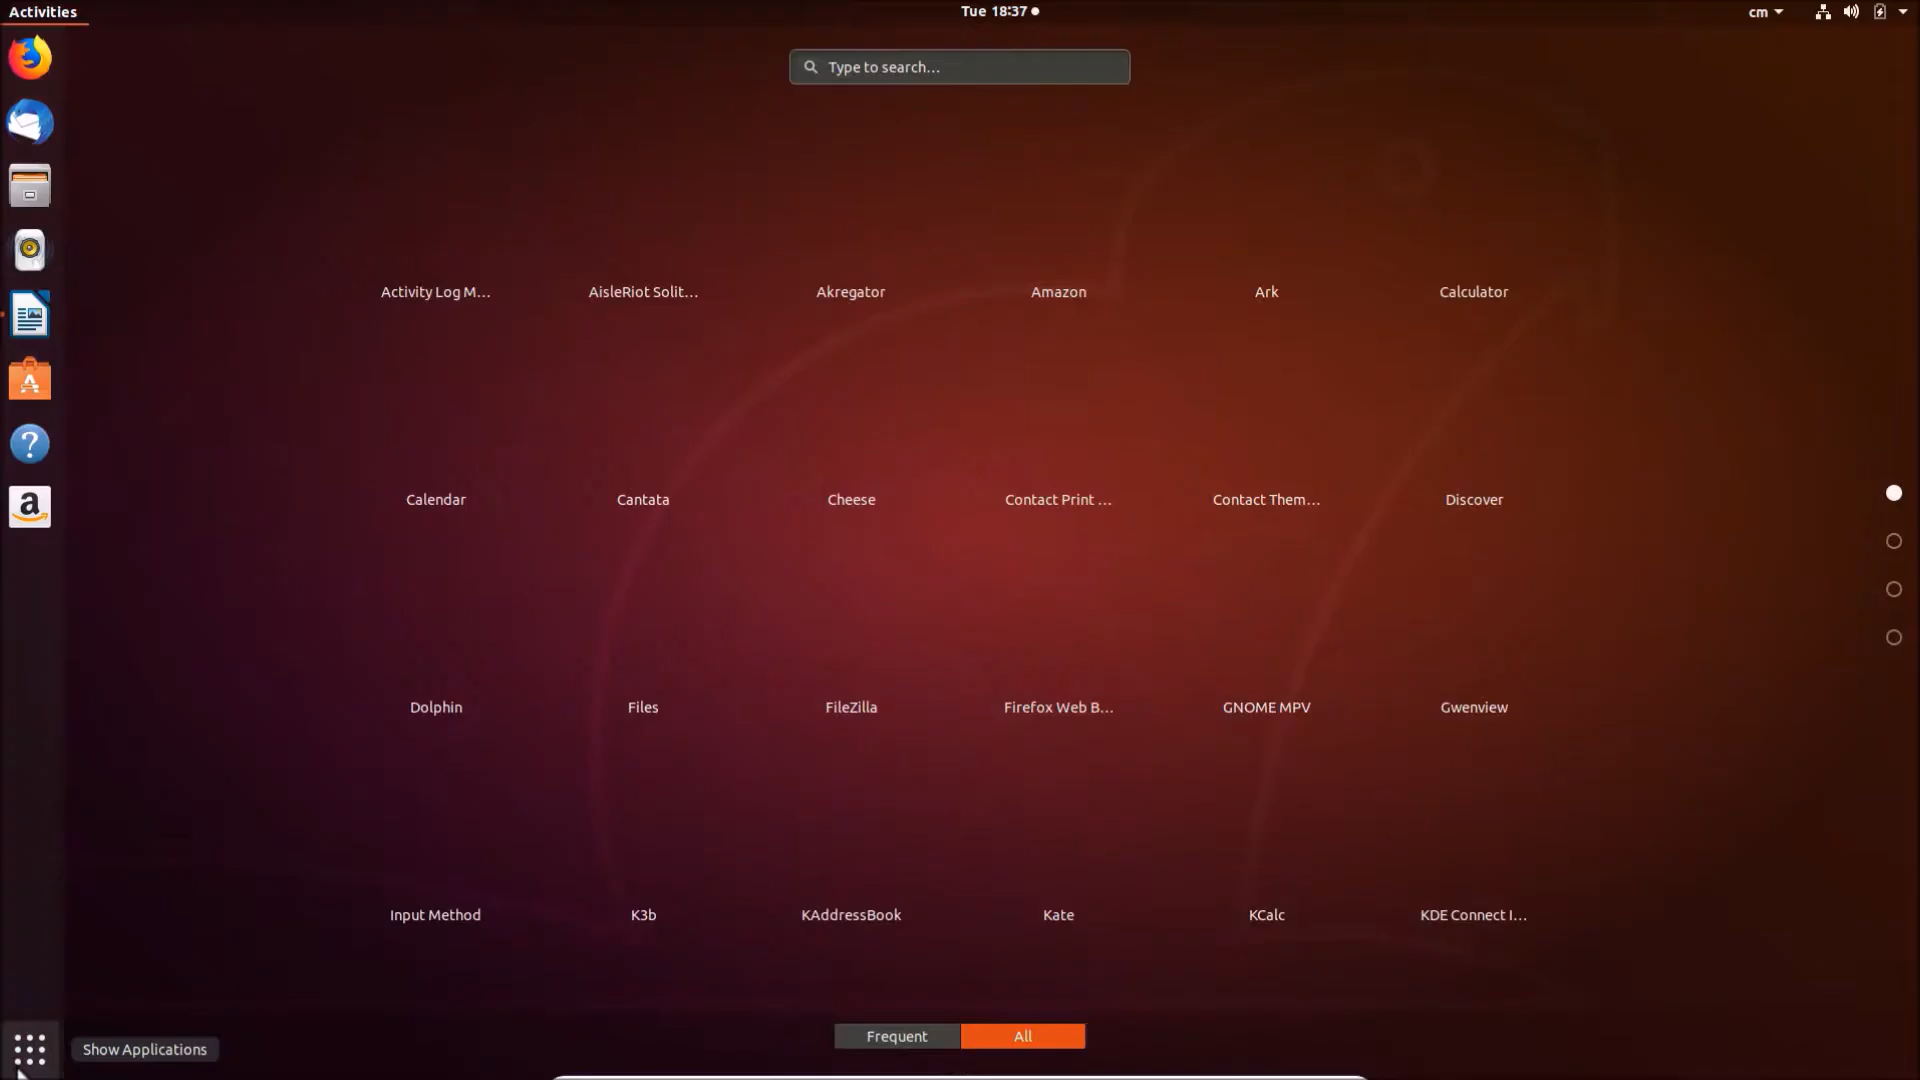 Activities
Tue 18:37
cm
Type to search...
Activity Log M...
AisleRiot Solit...
Akregator
Amazon
Ark
Calculator
Calendar
Cantata
Cheese
Contact Print ...
Contact Them...
Discover
Dolphin
Files
FileZilla
Firefox Web B...
GNOME MPV
Gwenview
Input Method
K3b
KAddressBook
Kate
KCalc
KDE Connect I...
Frequent
All
Show Applications